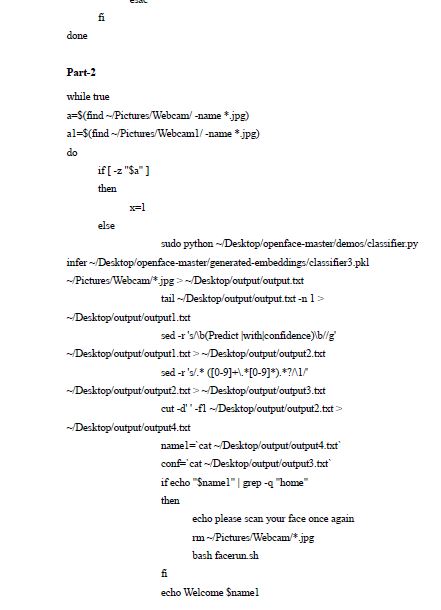 esac
fi
done
Part-2
while true
a=$(find ~/Pictures/Webcam/ -name *.jpg)
a1=$(find ~/Pictures/Webcam1/ -name *.jpg)
do
if [ -z "$a" ]
then
x=1
else
sudo python ~/Desktop/openface-master/demos/classifier.py
infer ~/Desktop/openface-master/generated-embeddings/classifier3.pkl
~/Pictures/Webcam/*.jpg > ~/Desktop/output/output.txt
tail ~/Desktop/output/output.txt -n 1 >
~/Desktop/output/output1.txt
sed -r 's/\b(Predict |with|confidence)\b//g'
~/Desktop/output/output1.txt > ~/Desktop/output/output2.txt
sed -r 's/.* ([0-9]+\.*[0-9]*).*?/\1/'
~/Desktop/output/output2.txt > ~/Desktop/output/output3.txt
cut -d' ' -f1 ~/Desktop/output/output2.txt >
~/Desktop/output/output4.txt
name1=`cat ~/Desktop/output/output4.txt`
conf=`cat ~/Desktop/output/output3.txt`
if echo "$name1" | grep -q "home"
then
echo please scan your face once again
rm ~/Pictures/Webcam/*.jpg
bash facerun.sh
fi
echo Welcome $name1